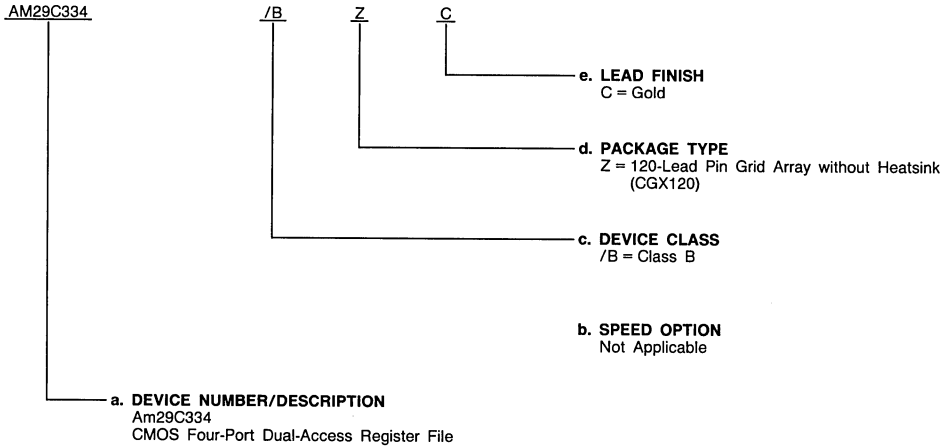 AM29C334 /B Z C
e. LEAD FINISH
C = Gold
d. PACKAGE TYPE
Z = 120-Lead Pin Grid Array without Heatsink
(CGX120)
c. DEVICE CLASS
/B = Class B
b. SPEED OPTION
Not Applicable
a. DEVICE NUMBER/DESCRIPTION
Am29C334
CMOS Four-Port Dual-Access Register File